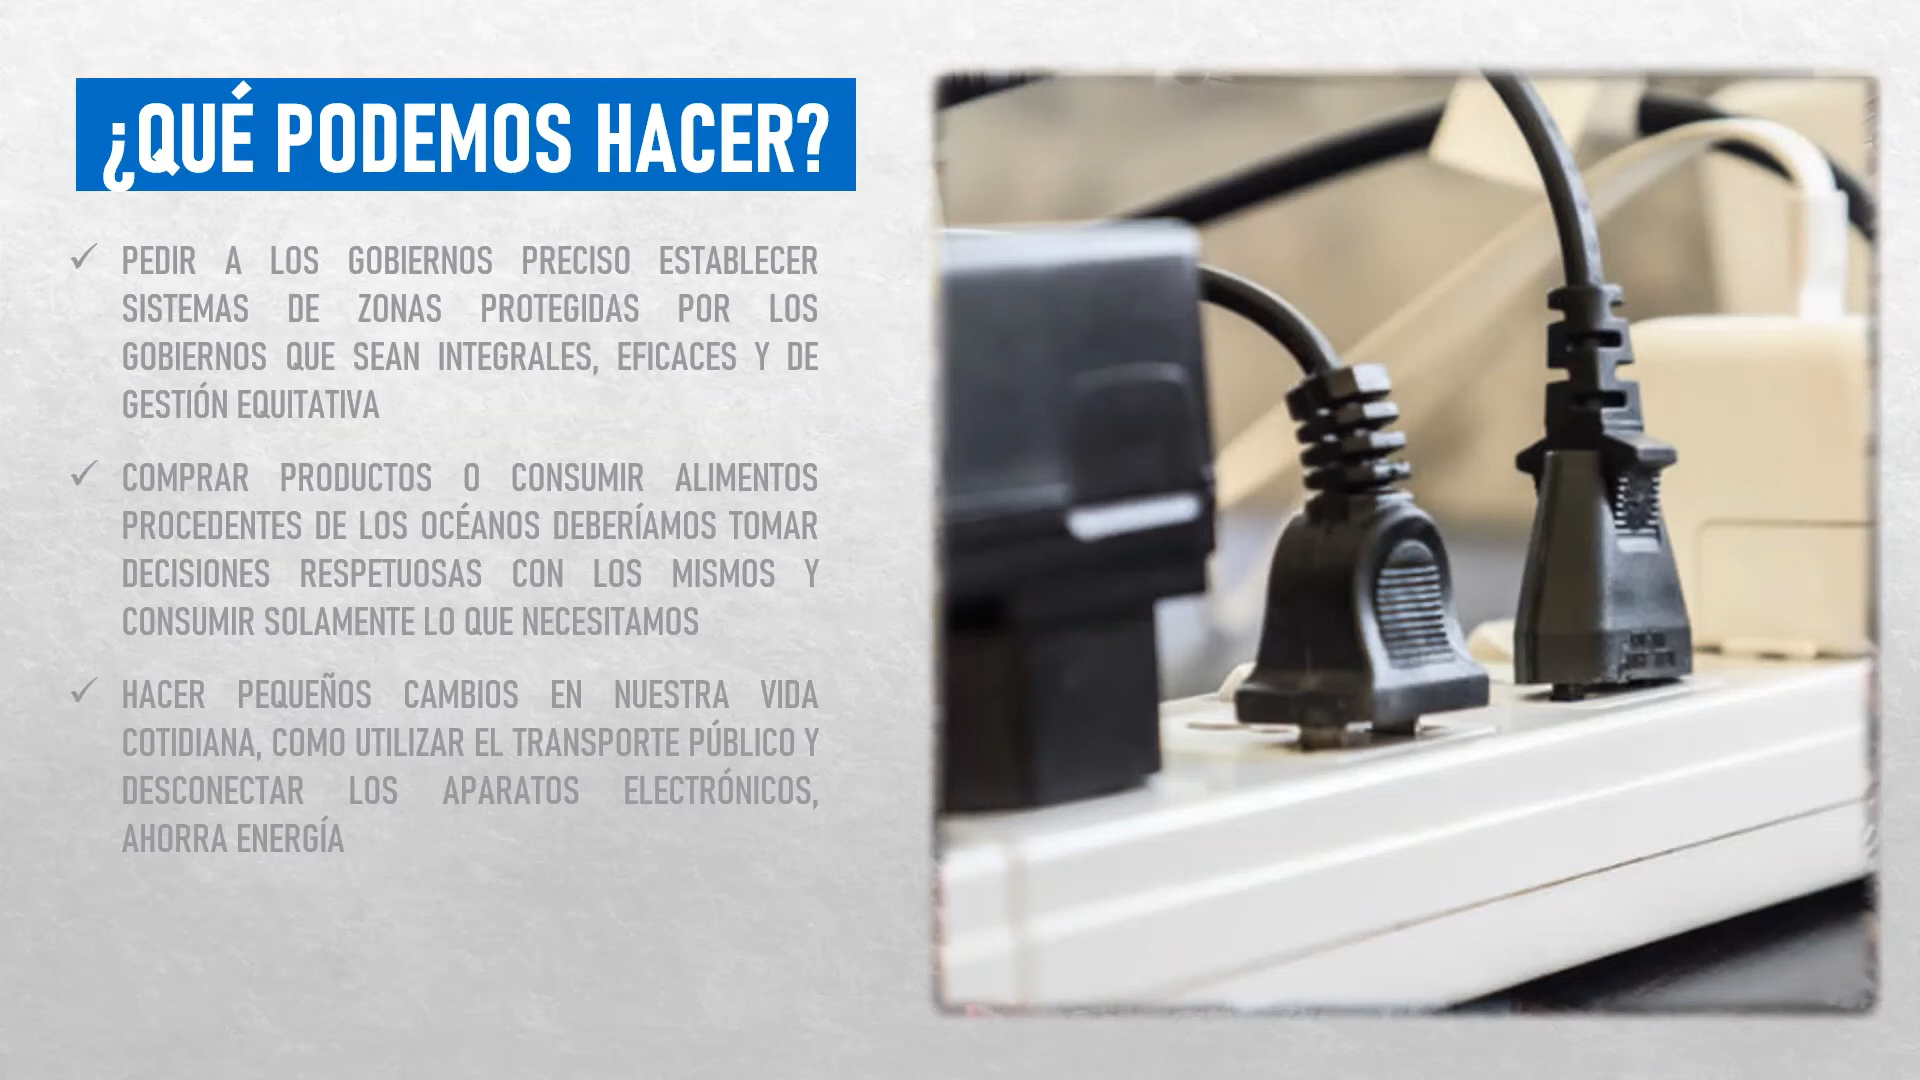 ¿QUÉ PODEMOS HACER?
✓ PEDIR A LOS GOBIERNOS PRECISO ESTABLECER
SISTEMAS DE ZONAS PROTEGIDAS POR LOS
GOBIERNOS QUE SEAN INTEGRALES, EFICACES Y DE
GESTIÓN EQUITATIVA
✓ COMPRAR PRODUCTOS O CONSUMIR ALIMENTOS
PROCEDENTES DE LOS OCÉANOS DEBERÍAMOS TOMAR
DECISIONES RESPETUOSAS CON LOS MISMOS Y
CONSUMIR SOLAMENTE LO QUE NECESITAMOS
✓ HACER PEQUEÑOS CAMBIOS EN NUESTRA VIDA
COTIDIANA, COMO UTILIZAR EL TRANSPORTE PÚBLICO Y
DESCONECTAR LOS APARATOS ELECTRÓNICOS,
AHORRA ENERGÍA